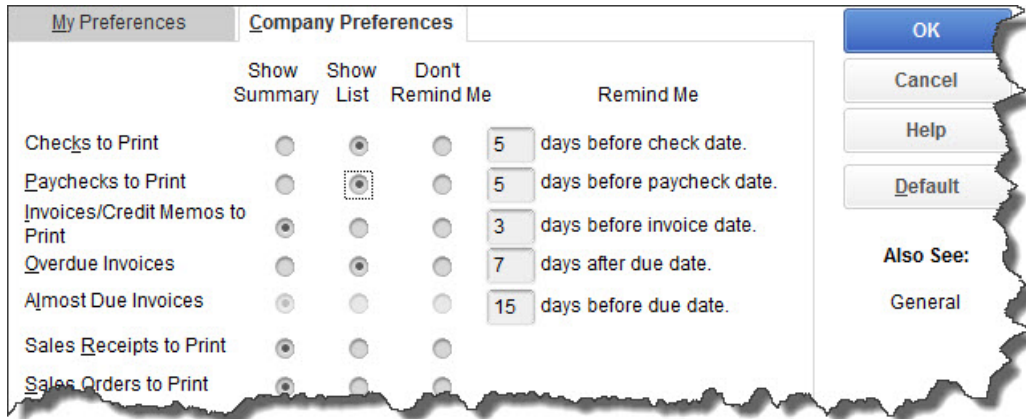 My Preferences
Company Preferences
OK
Cancel
Help
Default
Also See:
General
Show Summary
Show List
Don't Remind Me
Remind Me
Checks to Print 5 days before check date.
Paychecks to Print 5 days before paycheck date.
Invoices/Credit Memos to
Print 3 days before invoice date.
Overdue Invoices 7 days after due date.
Almost Due Invoices 15 days before due date.
Sales Receipts to Print
Sales Orders to Print